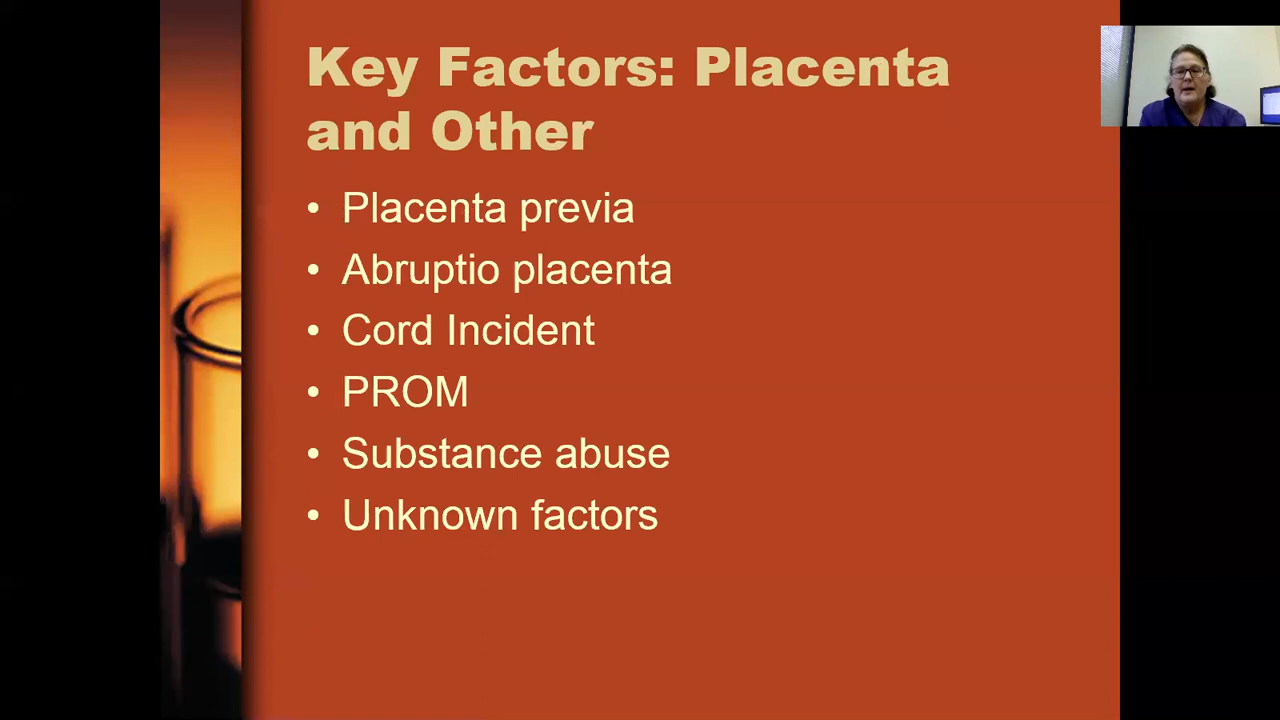 Key Factors: Placenta
and Other
• Placenta previa
• Abruptio placenta
• Cord Incident
• PROM
• Substance abuse
• Unknown factors